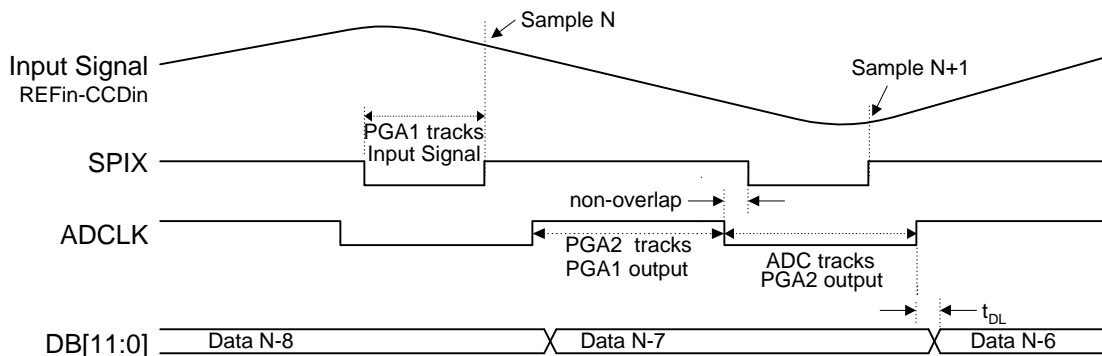 Sample N
Input Signal
REFin-CCDin
Sample N+1
PGA1 tracks
Input Signal
SPIX
non-overlap
ADCLK
PGA2 tracks
PGA1 output
ADC tracks
PGA2 output
tDL
DB[11:0]
Data N-8
Data N-7
Data N-6